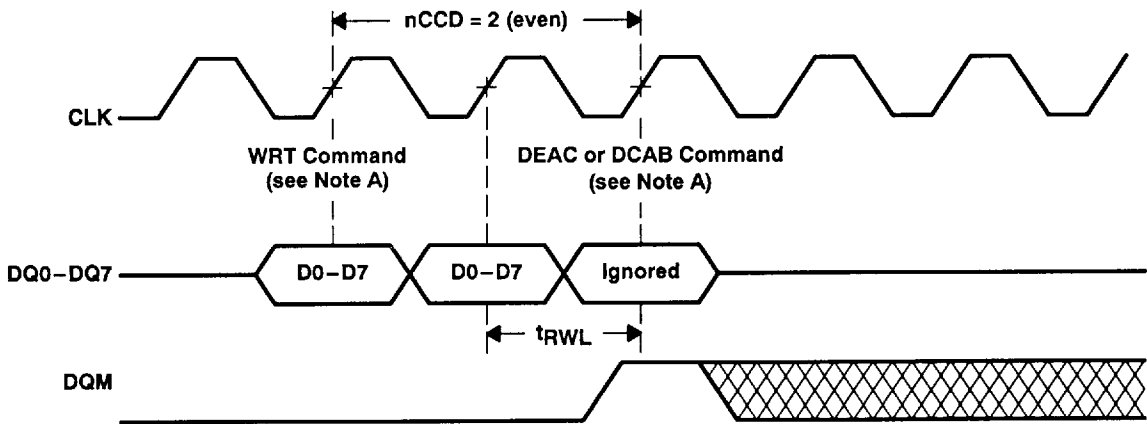 nCCD = 2 (even)
CLK
WRT Command
(see Note A)
DEAC or DCAB Command
(see Note A)
DQ0–DQ7
D0–D7
D0–D7
Ignored
tRWL
DQM